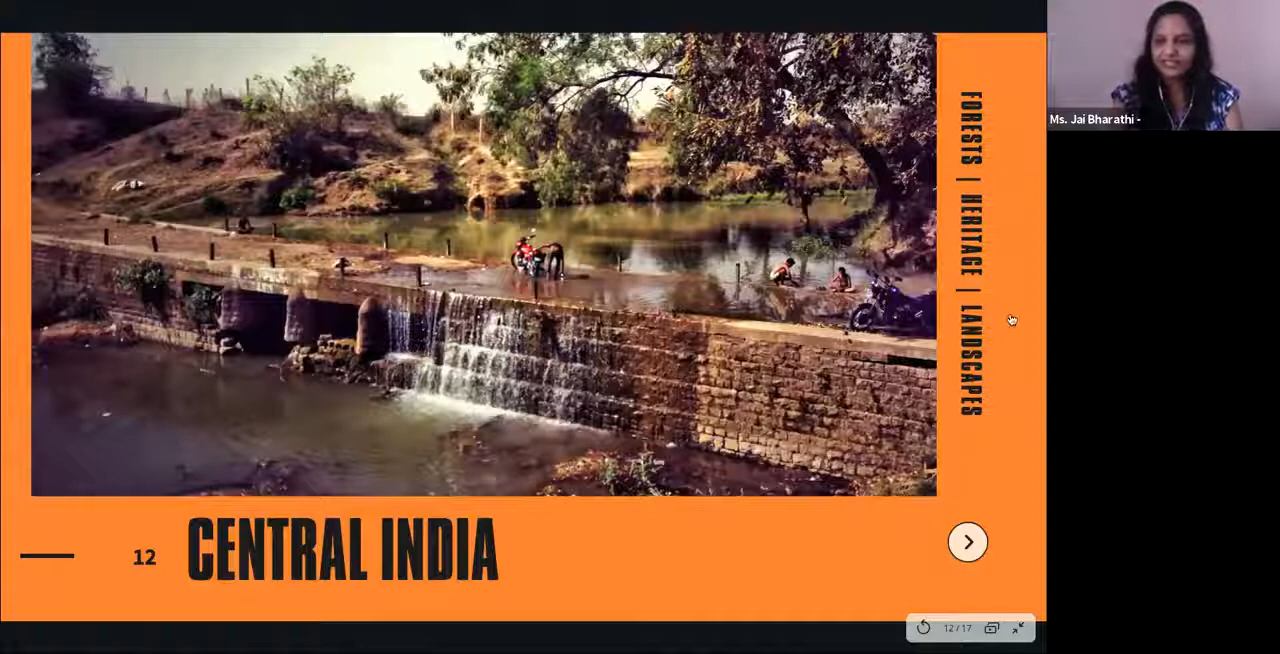 FORESTS | HERITAGE | LANDSCAPES
Ms. Jai Bharathi -
12 CENTRAL INDIA
12 / 17